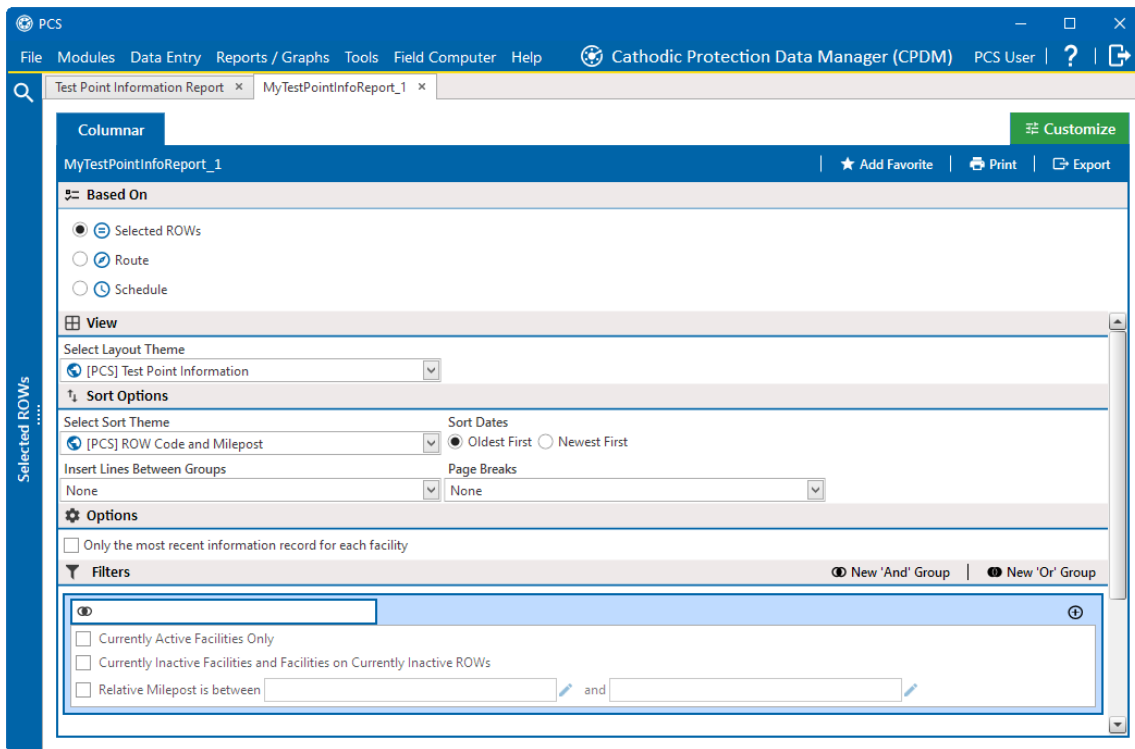 PCS
File Modules Data Entry Reports / Graphs Tools Field Computer Help Cathodic Protection Data Manager (CPDM) PCS User | ? |
Test Point Information Report × MyTestPointInfoReport_1 ×
Columnar Customize
MyTestPointInfoReport_1 | Add Favorite | Print | Export
Based On
Selected ROWs
Route
Schedule
View
Select Layout Theme
[PCS] Test Point Information
Sort Options
Select Sort Theme Sort Dates
[PCS] ROW Code and Milepost Oldest First Newest First
Insert Lines Between Groups Page Breaks
None None
Options
Only the most recent information record for each facility
Filters New 'And' Group | New 'Or' Group
Currently Active Facilities Only
Currently Inactive Facilities and Facilities on Currently Inactive ROWs
Relative Milepost is between and
Selected ROWs